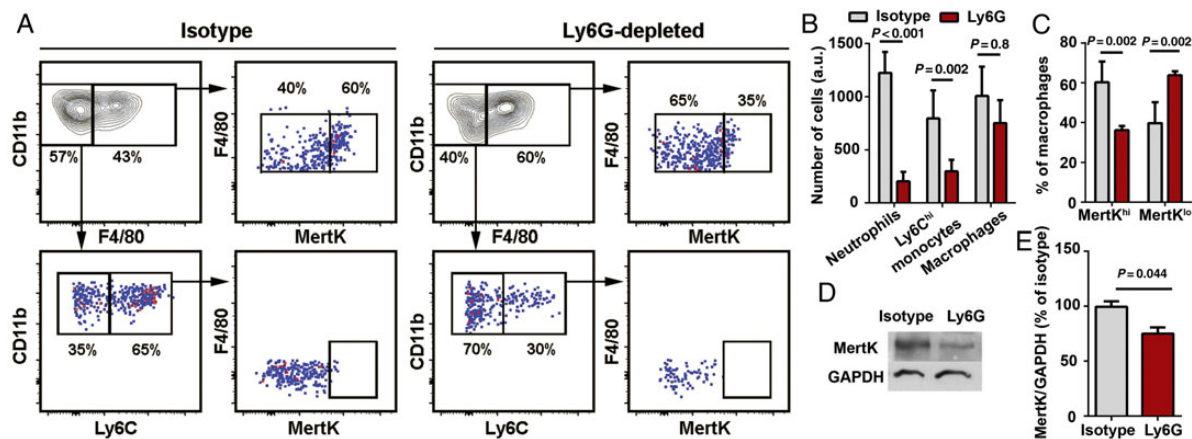 A
Isotype
Ly6G-depleted
CD11b
57%
43%
F4/80
F4/80
40%
60%
MertK
CD11b
40%
60%
F4/80
F4/80
65%
35%
MertK
CD11b
35%
65%
Ly6C
F4/80
MertK
CD11b
70%
30%
Ly6C
F4/80
MertK
B
Isotype
Ly6G
P<0.001
P=0.002
P=0.8
Number of cells (a.u.)
1500
1000
500
0
Neutrophils
Ly6Chi
monocytes
Macrophages
C
P=0.002
P=0.002
% of macrophages
80
60
40
20
0
MertKhi
MertKlo
D
Isotype Ly6G
MertK
GAPDH
E
MertK/GAPDH (% of isotype)
150
100
50
0
P=0.044
Isotype
Ly6G